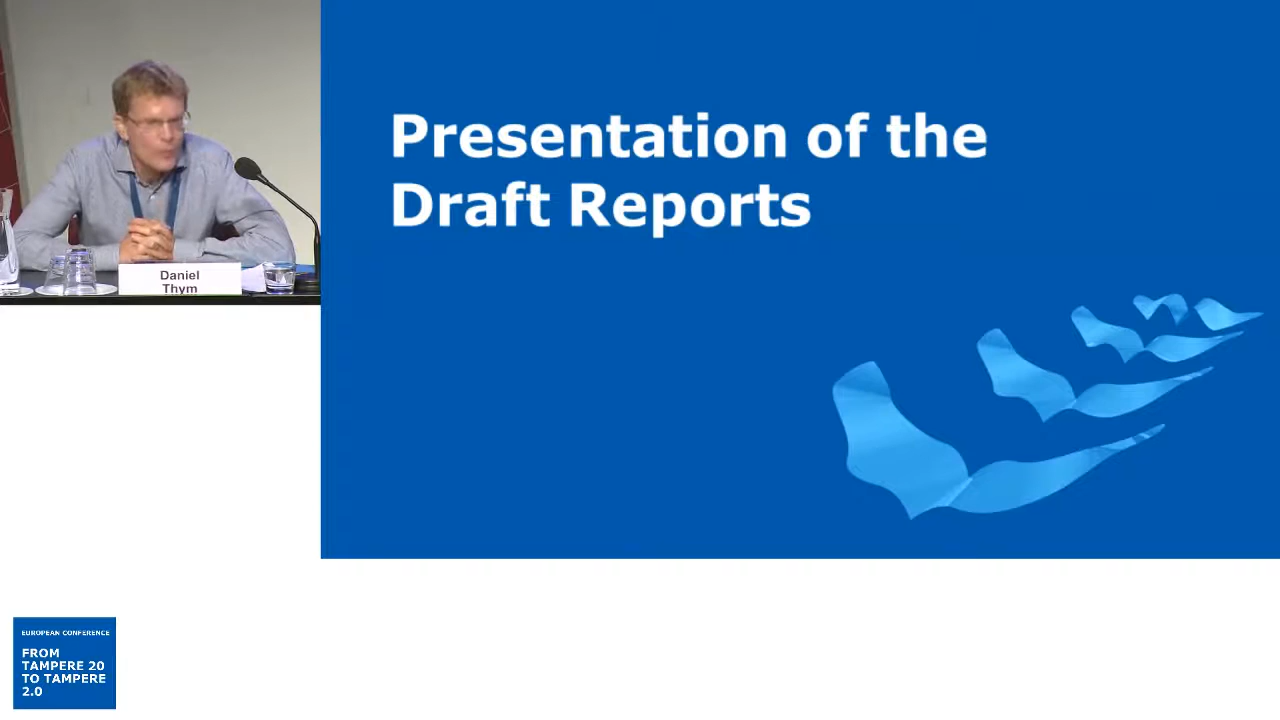 Presentation of the
Draft Reports
Daniel
Thym
EUROPEAN CONFERENCE
FROM
TAMPERE 20
TO TAMPERE
2.0